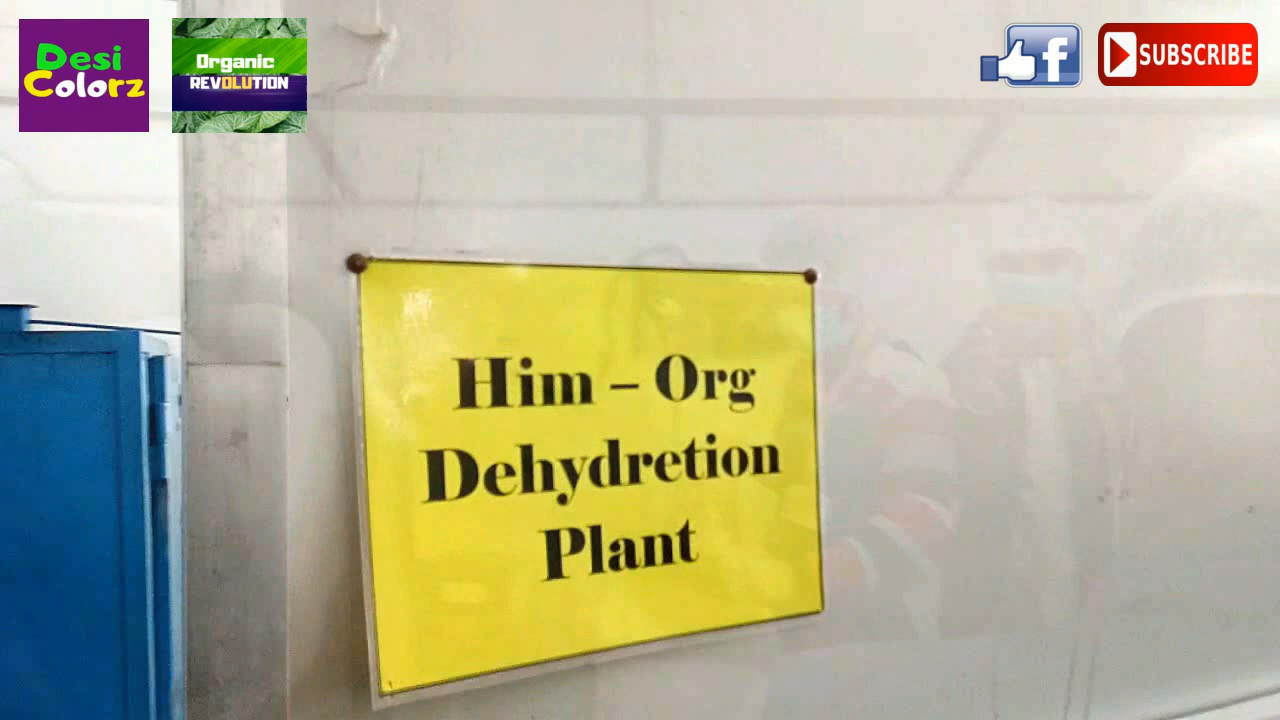 Desi
Colorz
Organic
REVOLUTION
f
SUBSCRIBE
Him – Org
Dehydretion
Plant